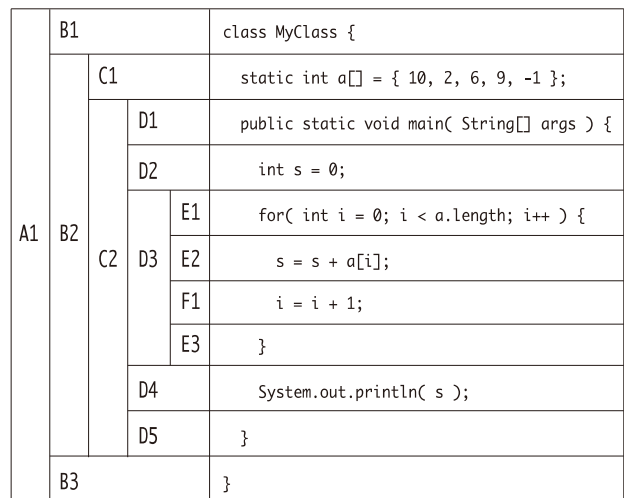 B1 class MyClass {
C1 static int a[] = { 10, 2, 6, 9, -1 };
D1 public static void main( String[] args ) {
D2 int s = 0;
E1 for( int i = 0; i < a.length; i++ ) {
A1 B2 C2 D3 E2 s = s + a[i];
F1 i = i + 1;
E3 }
D4 System.out.println( s );
D5 }
B3 }